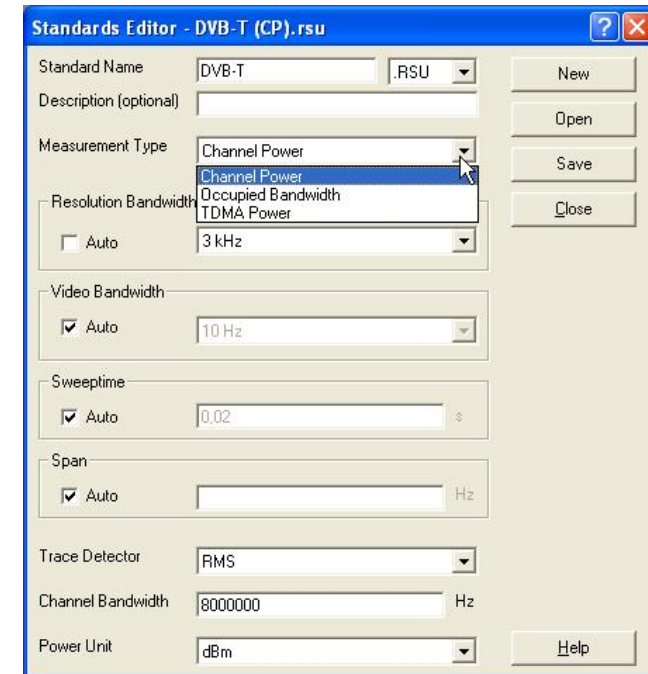 Standards Editor - DVB-T (CP).rsu
Standard Name DVB-T .RSU New
Description (optional)
Open
Measurement Type Channel Power
Save
Channel Power
Occupied Bandwidth
TDMA Power
Close
Resolution Bandwidth
Auto 3 kHz
Video Bandwidth
Auto 10 Hz
Sweeptime
Auto 0,02 s
Span
Auto Hz
Trace Detector RMS
Channel Bandwidth 8000000 Hz
Power Unit dBm Help